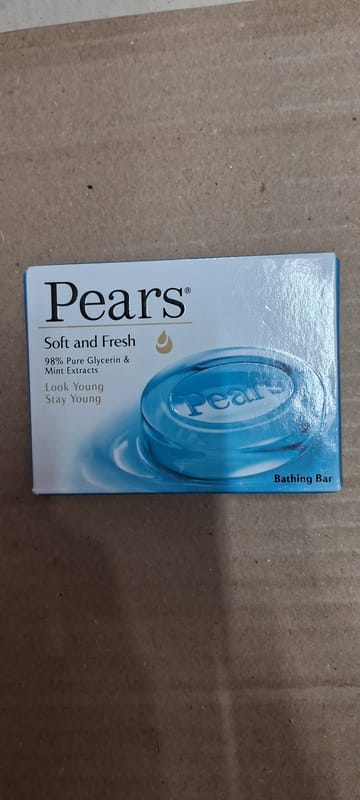 Pears®
Soft and Fresh
98% Pure Glycerin &
Mint Extracts
Look Young
Stay Young
Pears
Bathing Bar